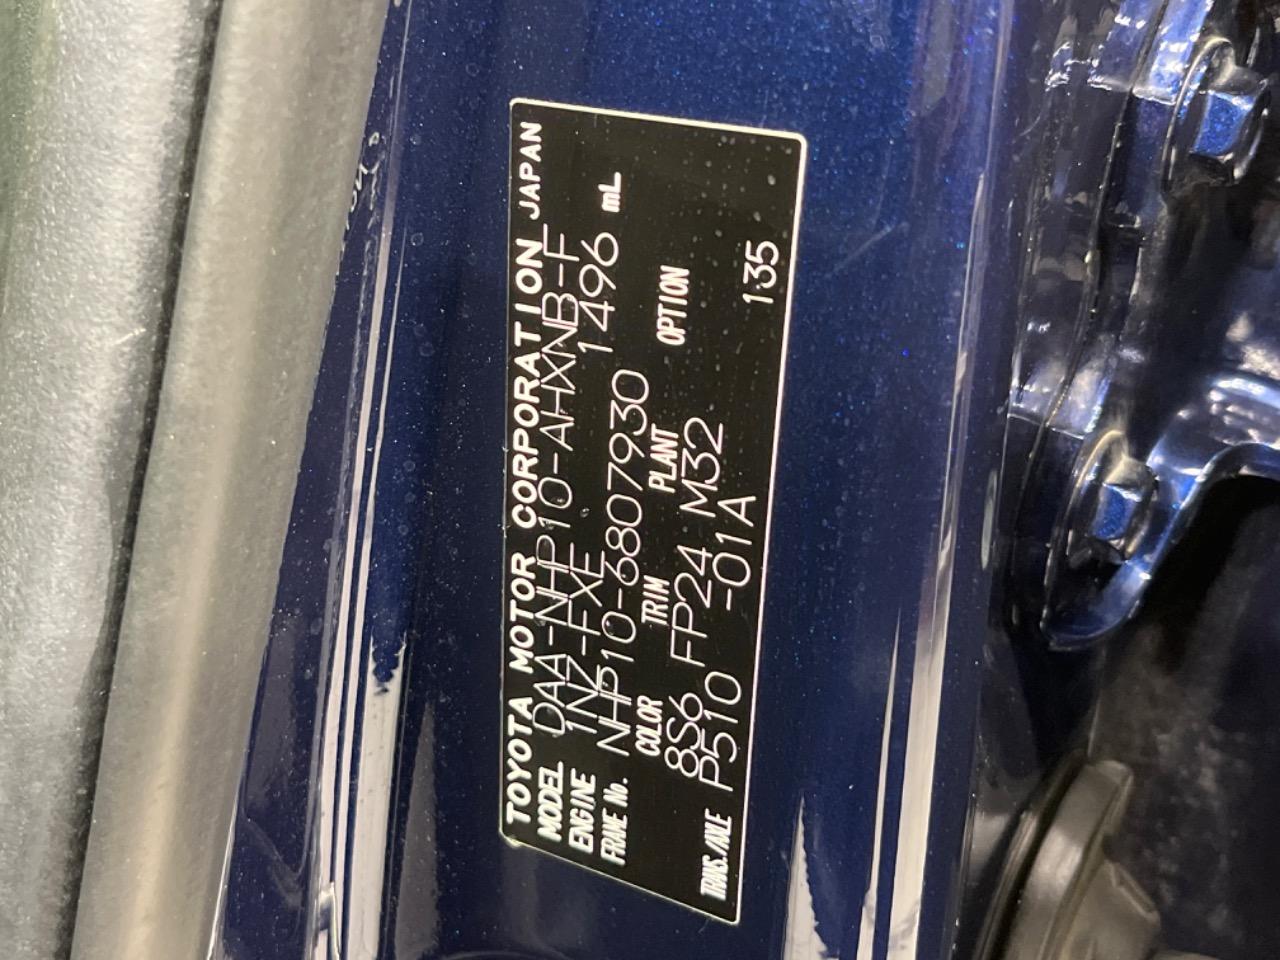 TOYOTA MOTOR CORPORATION JAPAN
MODEL DAA-NHP10-AHXNB-F
ENGINE 1NZ-FXE 1496 mL
FRAME No. NHP10-6807930
COLOR TRIM PLANT OPTION
8S6 FP24 M32
TRANS./AXLE P510 -01A 135